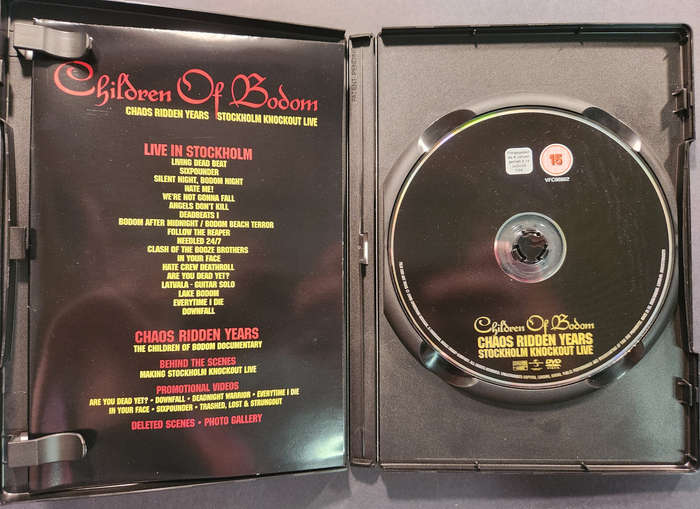 Children Of Bodom
CHAOS RIDDEN YEARS STOCKHOLM KNOCKOUT LIVE
LIVE IN STOCKHOLM
LIVING DEAD BEAT
SIXPOUNDER
SILENT NIGHT, BODOM NIGHT
HATE ME!
WE'RE NOT GONNA FALL
ANGELS DON'T KILL
DEADBEATS I
BODOM AFTER MIDNIGHT / BODOM BEACH TERROR
FOLLOW THE REAPER
NEEDLED 24/7
CLASH OF THE BOOZE BROTHERS
IN YOUR FACE
HATE CREW DEATHROLL
ARE YOU DEAD YET?
LATVALA - GUITAR SOLO
LAKE BODOM
EVERYTIME I DIE
DOWNFALL
CHAOS RIDDEN YEARS
THE CHILDREN OF BODOM DOCUMENTARY
BEHIND THE SCENES
MAKING STOCKHOLM KNOCKOUT LIVE
PROMOTIONAL VIDEOS
ARE YOU DEAD YET? • DOWNFALL • DEADNIGHT WARRIOR • EVERYTIME I DIE
IN YOUR FACE • SIXPOUNDER • TRASHED, LOST & STRUNGOUT
DELETED SCENES • PHOTO GALLERY
15
Children Of Bodom
CHAOS RIDDEN YEARS
STOCKHOLM KNOCKOUT LIVE
DVD